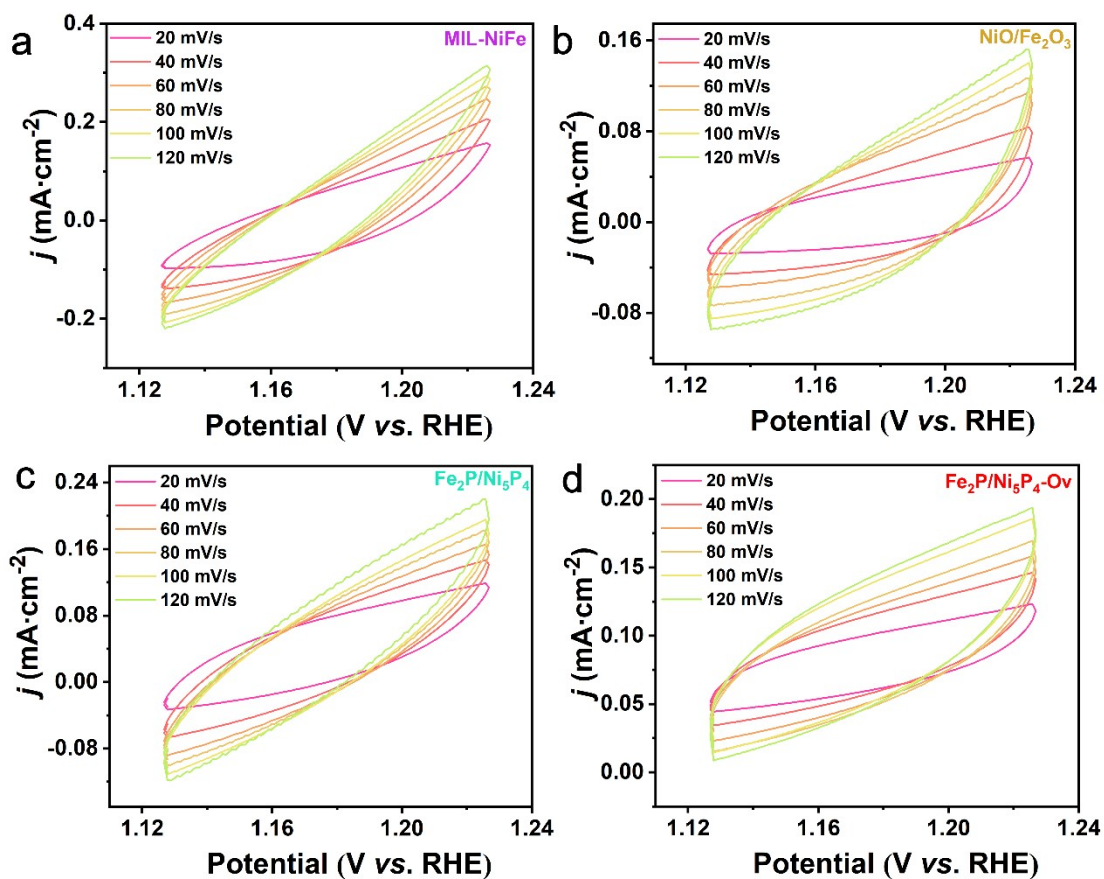 a
MIL-NiFe
20 mV/s
40 mV/s
60 mV/s
80 mV/s
100 mV/s
120 mV/s
0.4
0.2
0.0
-0.2
j (mA·cm⁻²)
1.12
1.16
1.20
1.24
Potential (V vs. RHE)
b
NiO/Fe₂O₃
20 mV/s
40 mV/s
60 mV/s
80 mV/s
100 mV/s
120 mV/s
0.16
0.08
0.00
-0.08
j (mA·cm⁻²)
1.12
1.16
1.20
1.24
Potential (V vs. RHE)
c
Fe₂P/Ni₅P₄
20 mV/s
40 mV/s
60 mV/s
80 mV/s
100 mV/s
120 mV/s
0.24
0.16
0.08
0.00
-0.08
j (mA·cm⁻²)
1.12
1.16
1.20
1.24
Potential (V vs. RHE)
d
Fe₂P/Ni₅P₄-Ov
20 mV/s
40 mV/s
60 mV/s
80 mV/s
100 mV/s
120 mV/s
0.20
0.15
0.10
0.05
0.00
j (mA·cm⁻²)
1.12
1.16
1.20
1.24
Potential (V vs. RHE)